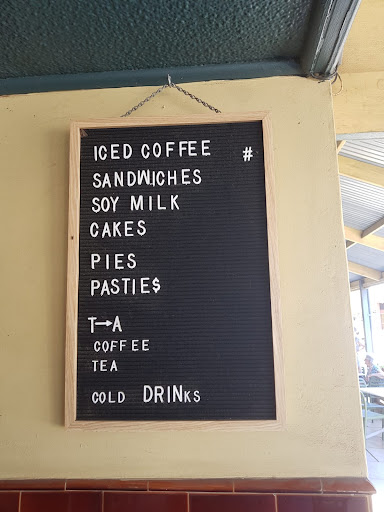 ICED COFFEE #
SANDWICHES
SOY MILK
CAKES
PIES
PASTIE$
T→A
COFFEE
TEA
COLD DRINKS